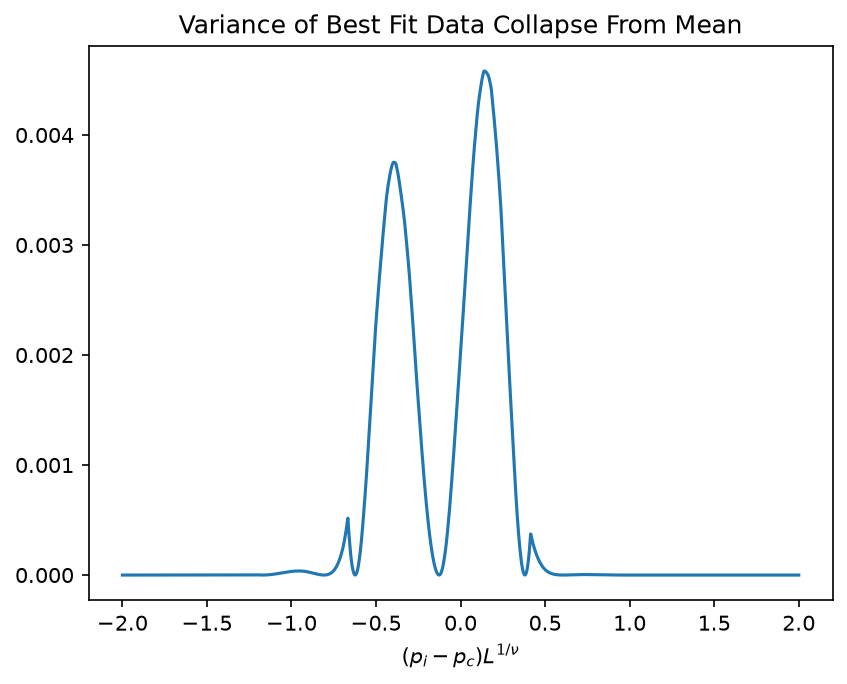 Variance of Best Fit Data Collapse From Mean
0.004
0.003
0.002
0.001
0.000
−2.0 −1.5 −1.0 −0.5 0.0 0.5 1.0 1.5 2.0
$(p_i - p_c)L^{1/\nu}$